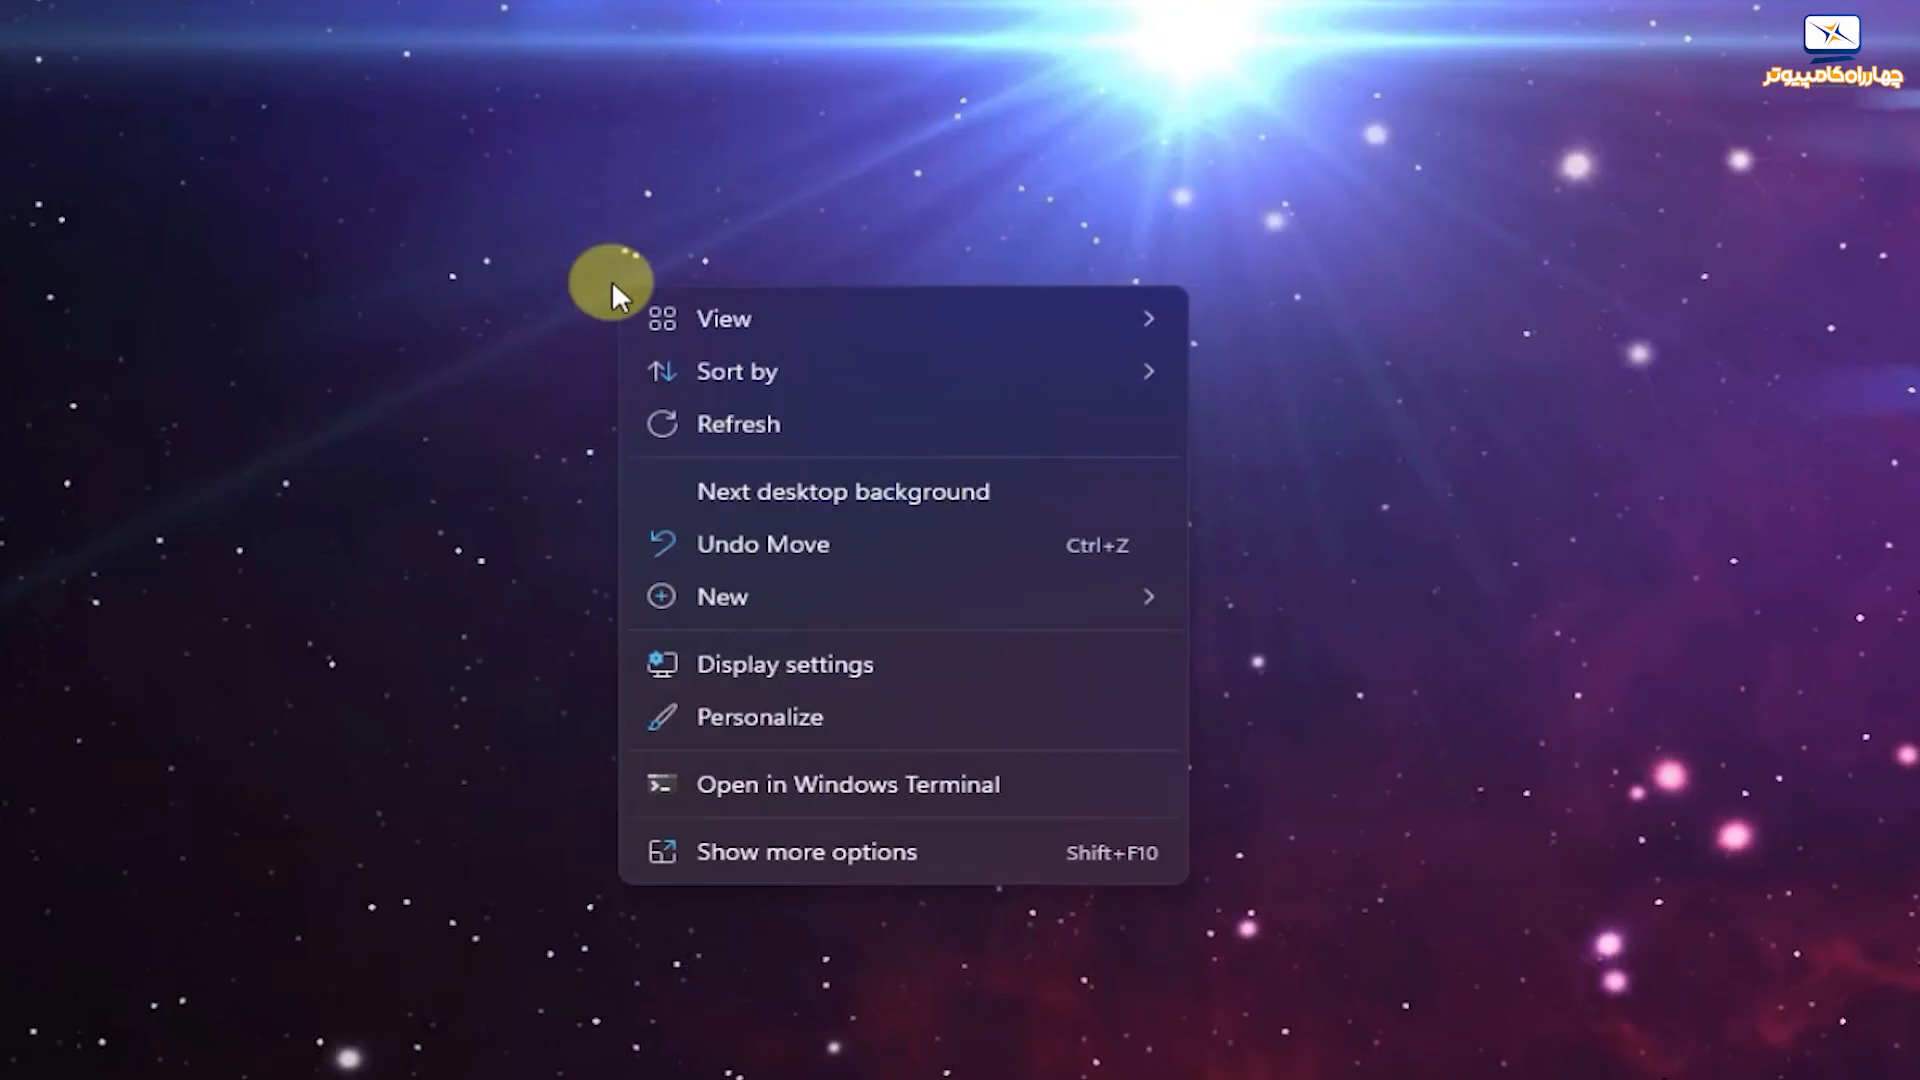 چهارراه‌کامپیوتر
View
Sort by
Refresh
Next desktop background
Undo Move Ctrl+Z
New
Display settings
Personalize
Open in Windows Terminal
Show more options Shift+F10